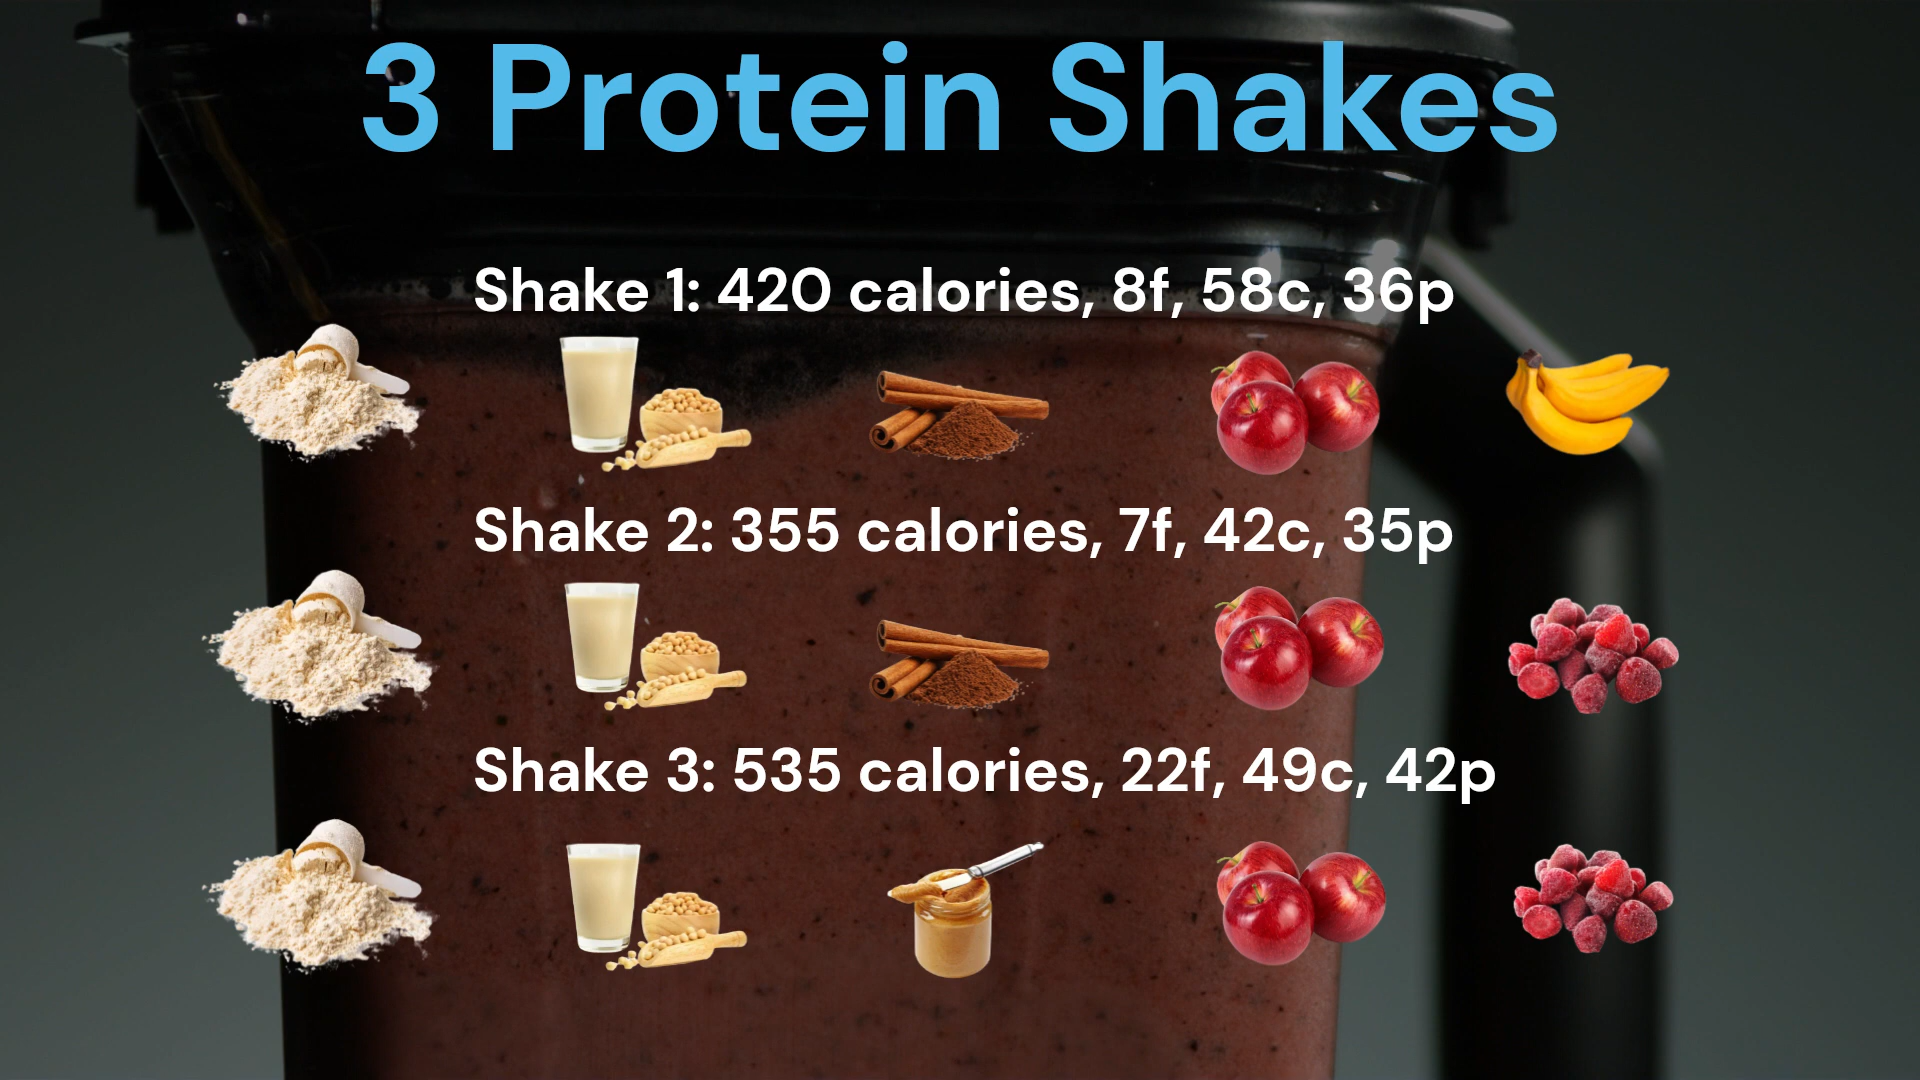 3 Protein Shakes
Shake 1: 420 calories, 8f, 58c, 36p
Shake 2: 355 calories, 7f, 42c, 35p
Shake 3: 535 calories, 22f, 49c, 42p